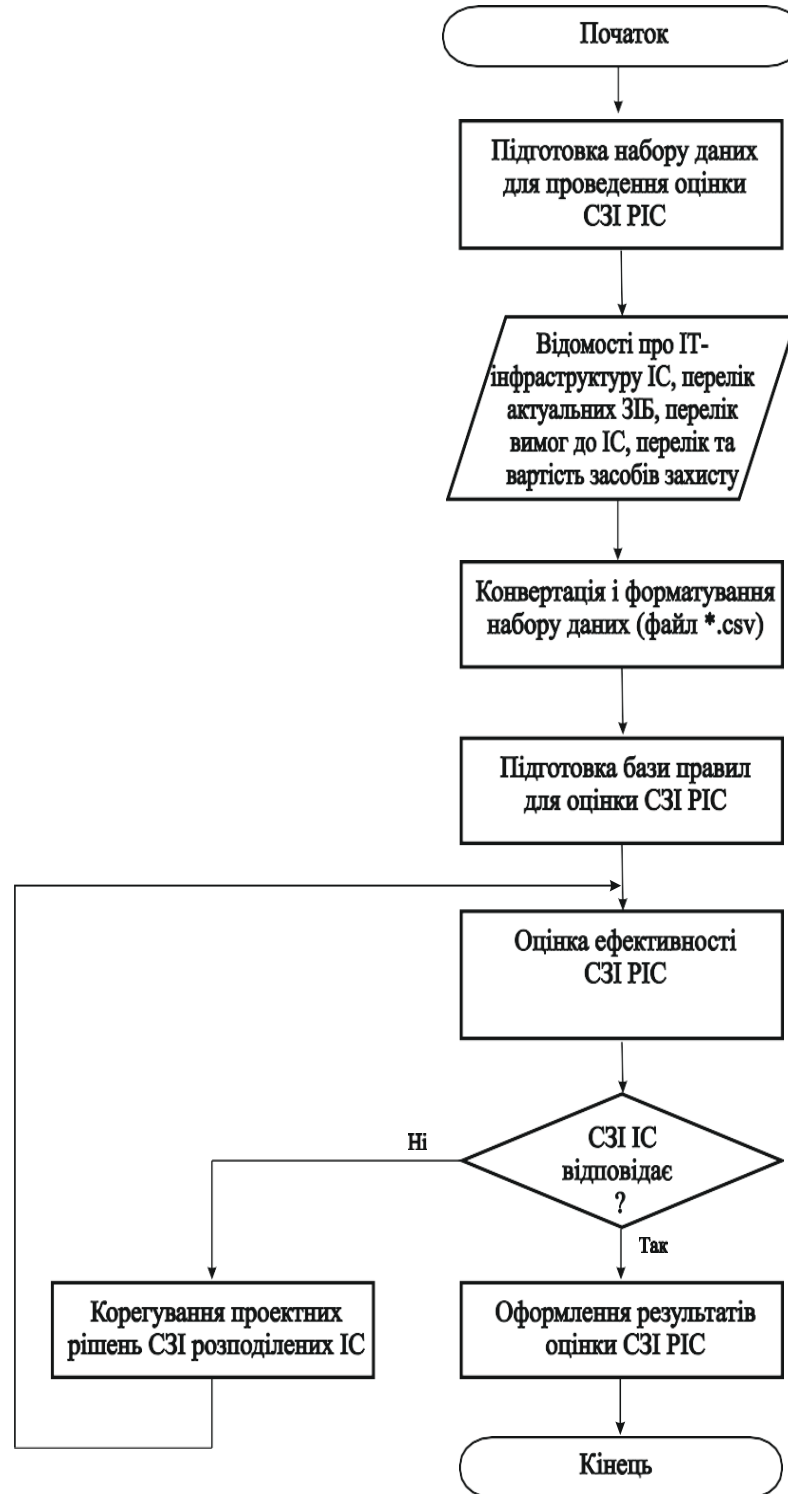 Початок
Підготовка набору даних
для проведення оцінки
СЗІ РІС
Відомості про ІТ-
інфраструктуру ІС, перелік
актуальних ЗІБ, перелік
вимог до ІС, перелік та
вартість засобів захисту
Конвертація і форматування
набору даних (файл *.csv)
Підготовка бази правил
для оцінки СЗІ РІС
Оцінка ефективності
СЗІ РІС
Ні
СЗІ ІС
відповідає
?
Так
Корегування проектних
рішень СЗІ розподілених ІС
Оформлення результатів
оцінки СЗІ РІС
Кінець